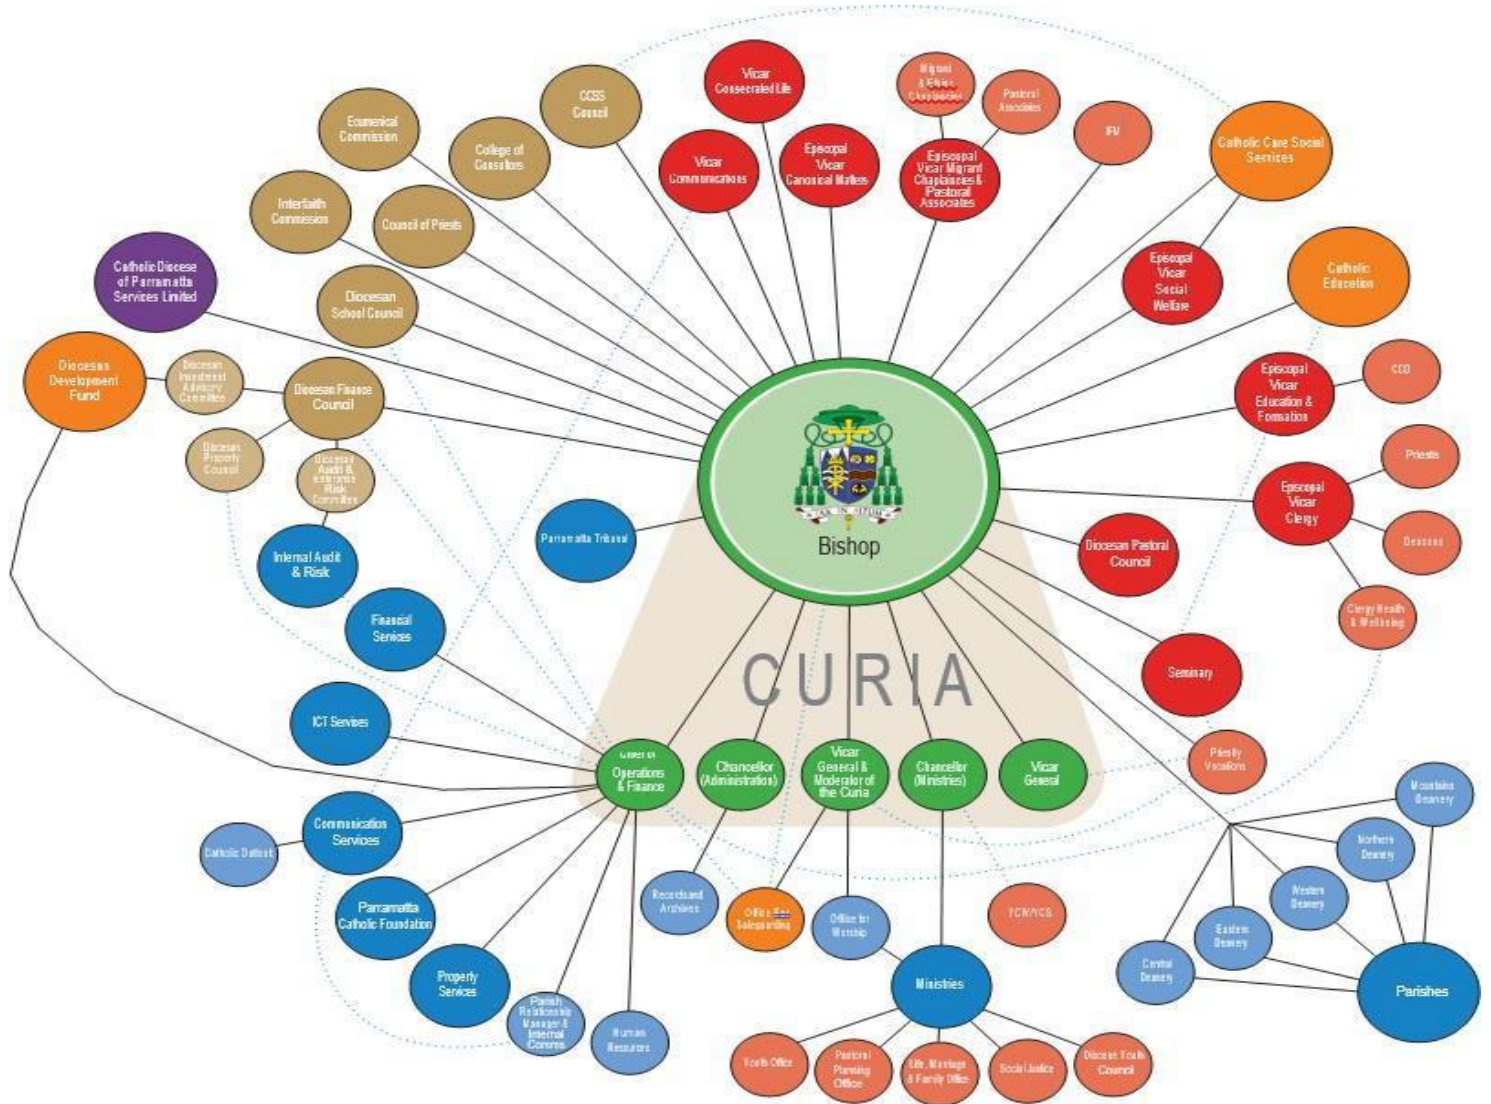 Vicar
Consecrated Life
Migrant
& Ethnic
Chaplaincies
Pastoral
Associates
CCSS
Council
Ecumenical
Commission
College of
Consultors
Vicar
Communications
Episcopal
Vicar
Canonical Matters
Episcopal
Vicar Migrant
Chaplaincies &
Pastoral
Associates
IFM
Catholic Care Social
Services
Interfaith
Commission
Council of Priests
Catholic Diocese
of Parramatta
Services Limited
Diocesan
School Council
Episcopal
Vicar
Social
Welfare
Catholic
Education
Diocesan
Development
Fund
Diocesan
Investment
Advisory
Committee
Diocesan Finance
Council
Episcopal
Vicar
Education &
Formation
CCD
Diocesan
Property
Council
Diocesan
Audit &
Enterprise
Risk
Committee
Priests
Episcopal
Vicar
Clergy
Bishop
Parramatta Tribunal
Diocesan Pastoral
Council
Deacons
Internal Audit
& Risk
Clergy Health
& Wellbeing
Financial
Services
CURIA
Seminary
ICT Services
Operations
& Finance
Chancellor
(Administration)
Vicar
General &
Moderator of
the Curia
Chancellor
(Ministries)
Vicar
General
Priestly
Vocations
Mountains
Deanery
Communication
Services
Catholic Outlook
Northern
Deanery
Parramatta
Catholic Foundation
Records and
Archives
Office for
Safeguarding
Office for
Worship
YCW/YCS
Western
Deanery
Eastern
Deanery
Property
Services
Ministries
Central
Deanery
Parishes
Parish
Relationship
Manager &
Internal
Comms
Human
Resources
Youth Office
Pastoral
Planning
Office
Life, Marriage
& Family Office
Social Justice
Diocese Youth
Council